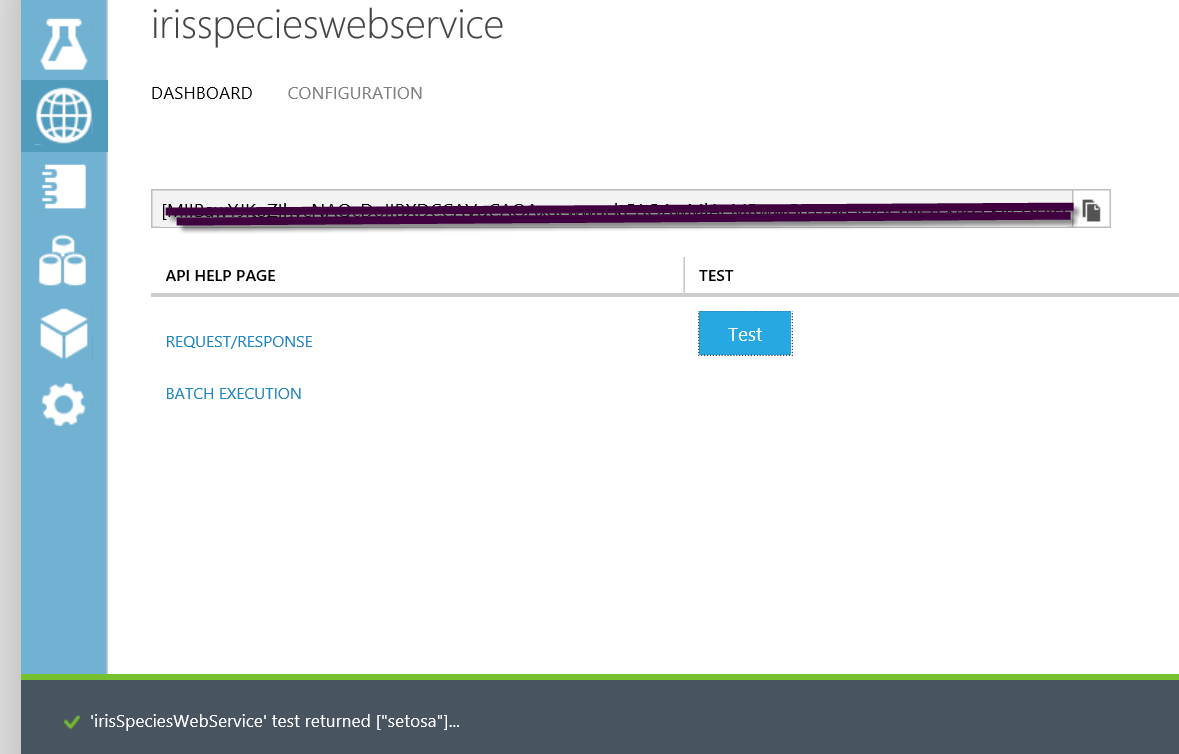 irisspecieswebservice
DASHBOARD CONFIGURATION
API HELP PAGE TEST
REQUEST/RESPONSE Test
BATCH EXECUTION
'irisSpeciesWebService' test returned ["setosa"]...